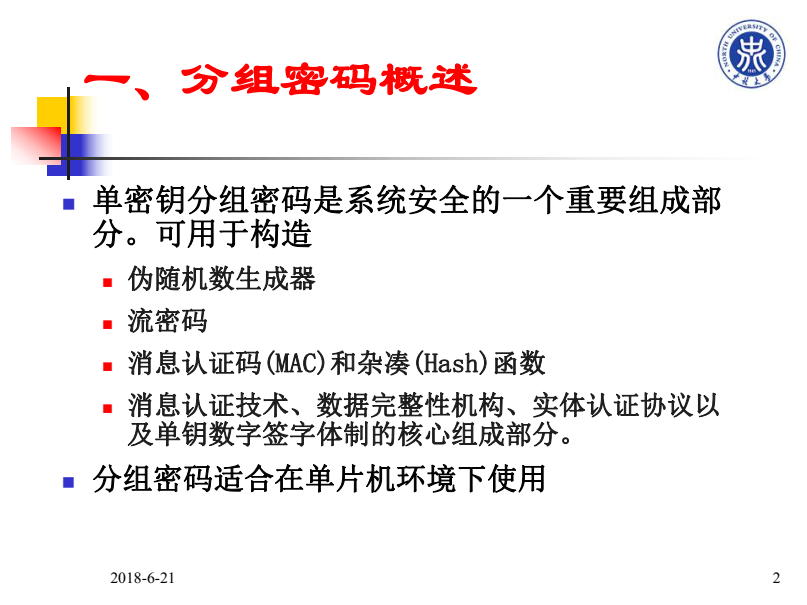 一、分组密码概述
NORTH UNIVERSITY OF CHINA
中北大学
单密钥分组密码是系统安全的一个重要组成部
分。可用于构造
伪随机数生成器
流密码
消息认证码(MAC)和杂凑(Hash)函数
消息认证技术、数据完整性机构、实体认证协议以
及单钥数字签字体制的核心组成部分。
分组密码适合在单片机环境下使用
2018-6-21
2